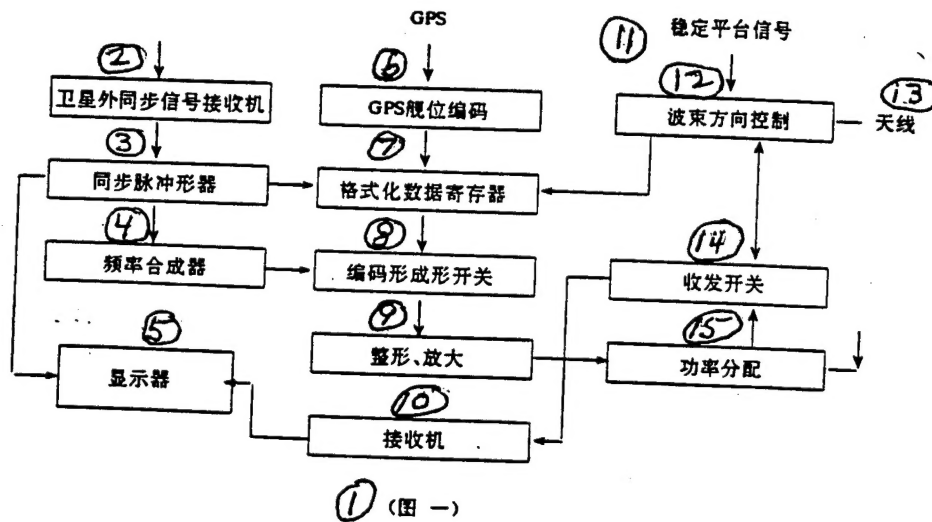 GPS
⑪ 稳定平台信号
②
⑥
⑫
⑬
卫星外同步信号接收机
GPS舰位编码
波束方向控制
天线
③
⑦
同步脉冲形器
格式化数据寄存器
④
⑧
⑭
频率合成器
编码形成形开关
收发开关
⑤
⑨
⑮
显示器
整形、放大
功率分配
⑩
接收机
① (图 一)